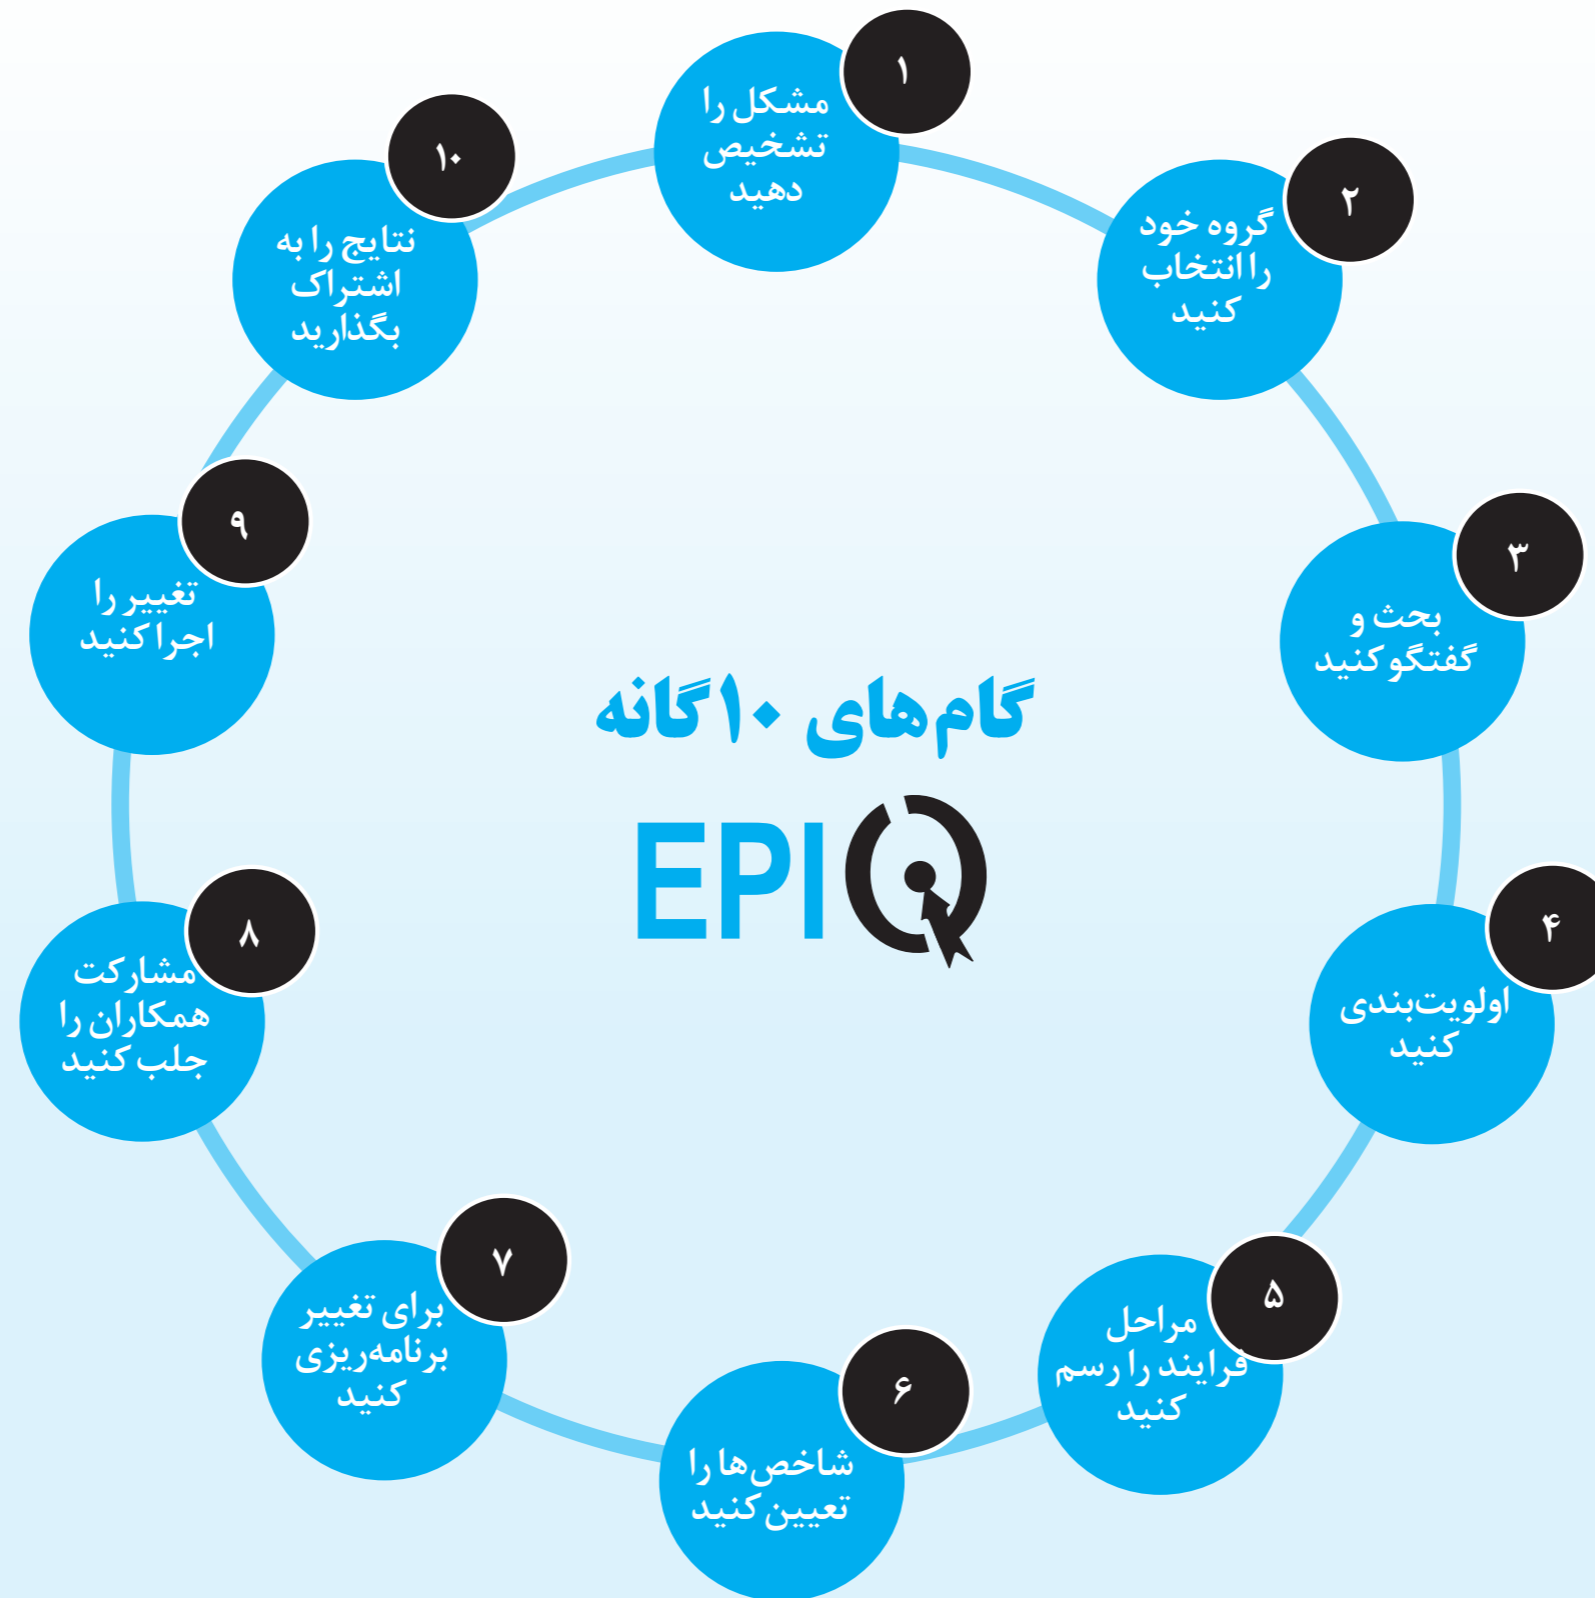 ۱
مشکل را
تشخیص
دهید
۲
گروه خود
را انتخاب
کنید
۳
بحث و
گفتگو کنید
۴
اولویت‌بندی
کنید
۵
مراحل
فرایند را رسم
کنید
۶
شاخص‌ها را
تعیین کنید
۷
برای تغییر
برنامه‌ریزی
کنید
۸
مشارکت
همکاران را
جلب کنید
۹
تغییر را
اجرا کنید
۱۰
نتایج را به
اشتراک
بگذارید
گام‌های ۱۰ گانه
EPIQ